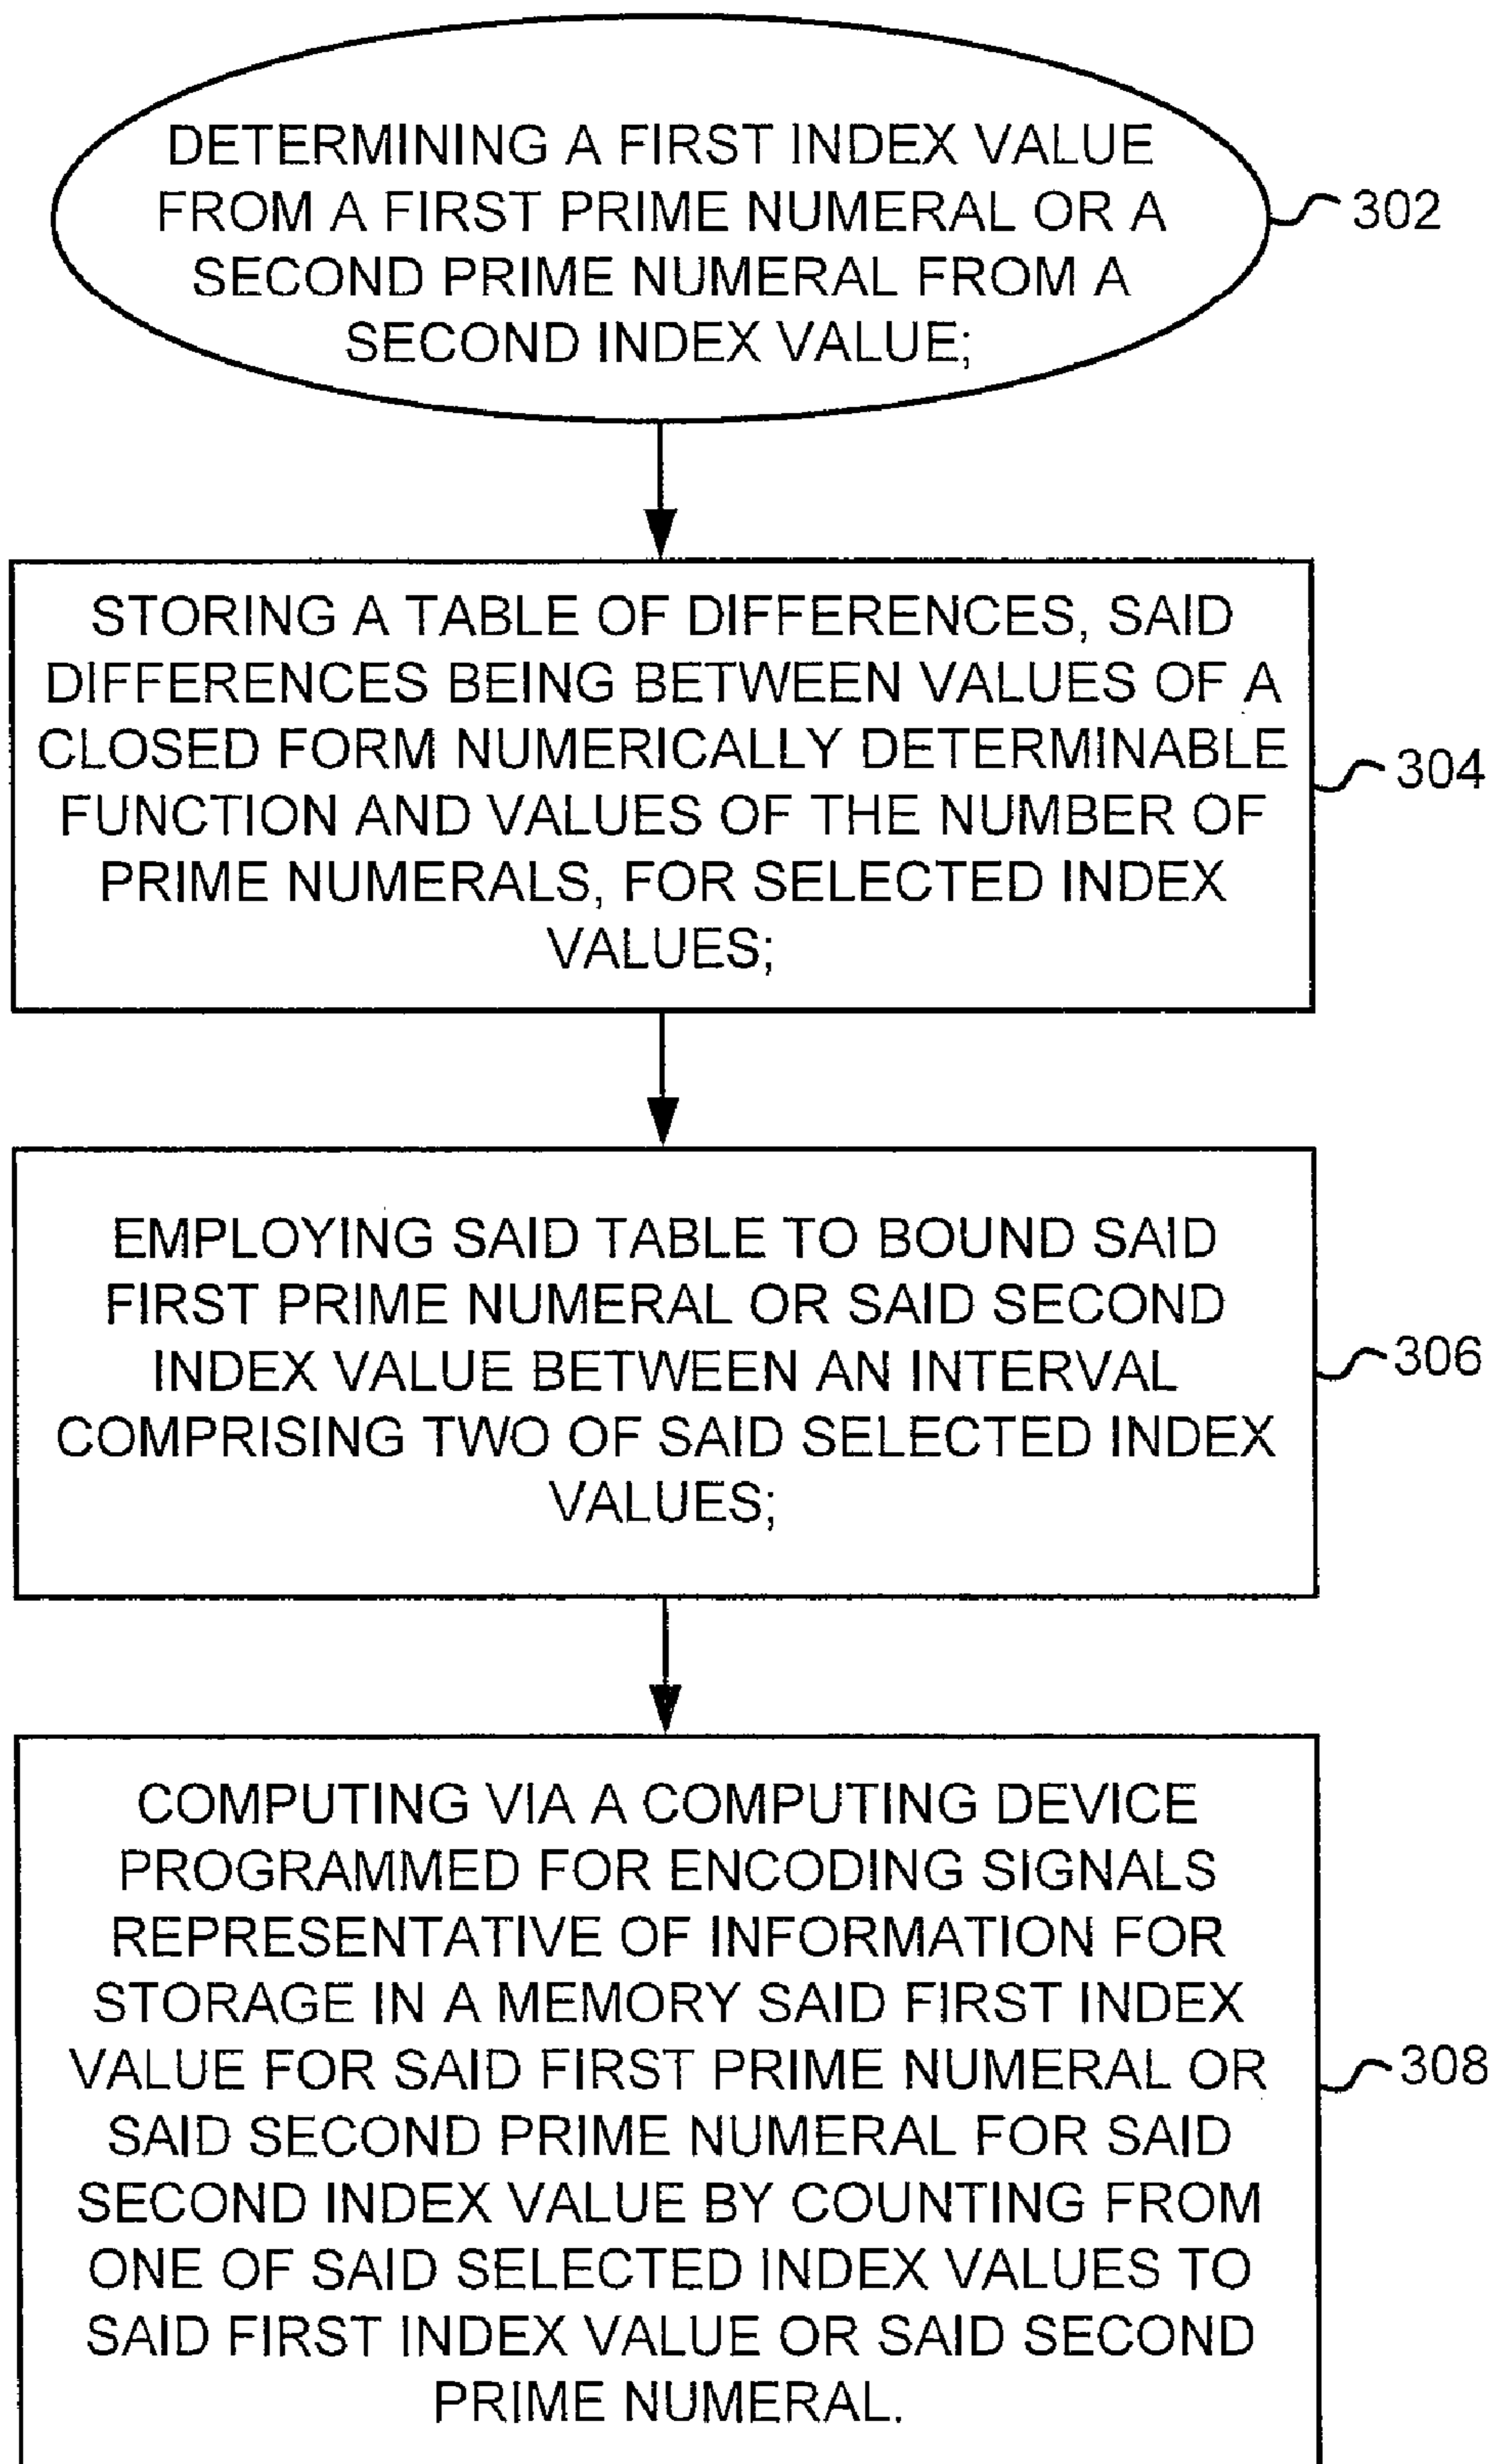 DETERMINING A FIRST INDEX VALUE
FROM A FIRST PRIME NUMERAL OR A
SECOND PRIME NUMERAL FROM A
SECOND INDEX VALUE;
302
STORING A TABLE OF DIFFERENCES, SAID
DIFFERENCES BEING BETWEEN VALUES OF A
CLOSED FORM NUMERICALLY DETERMINABLE
FUNCTION AND VALUES OF THE NUMBER OF
PRIME NUMERALS, FOR SELECTED INDEX
VALUES;
304
EMPLOYING SAID TABLE TO BOUND SAID
FIRST PRIME NUMERAL OR SAID SECOND
INDEX VALUE BETWEEN AN INTERVAL
COMPRISING TWO OF SAID SELECTED INDEX
VALUES;
306
COMPUTING VIA A COMPUTING DEVICE
PROGRAMMED FOR ENCODING SIGNALS
REPRESENTATIVE OF INFORMATION FOR
STORAGE IN A MEMORY SAID FIRST INDEX
VALUE FOR SAID FIRST PRIME NUMERAL OR
SAID SECOND PRIME NUMERAL FOR SAID
SECOND INDEX VALUE BY COUNTING FROM
ONE OF SAID SELECTED INDEX VALUES TO
SAID FIRST INDEX VALUE OR SAID SECOND
PRIME NUMERAL.
308